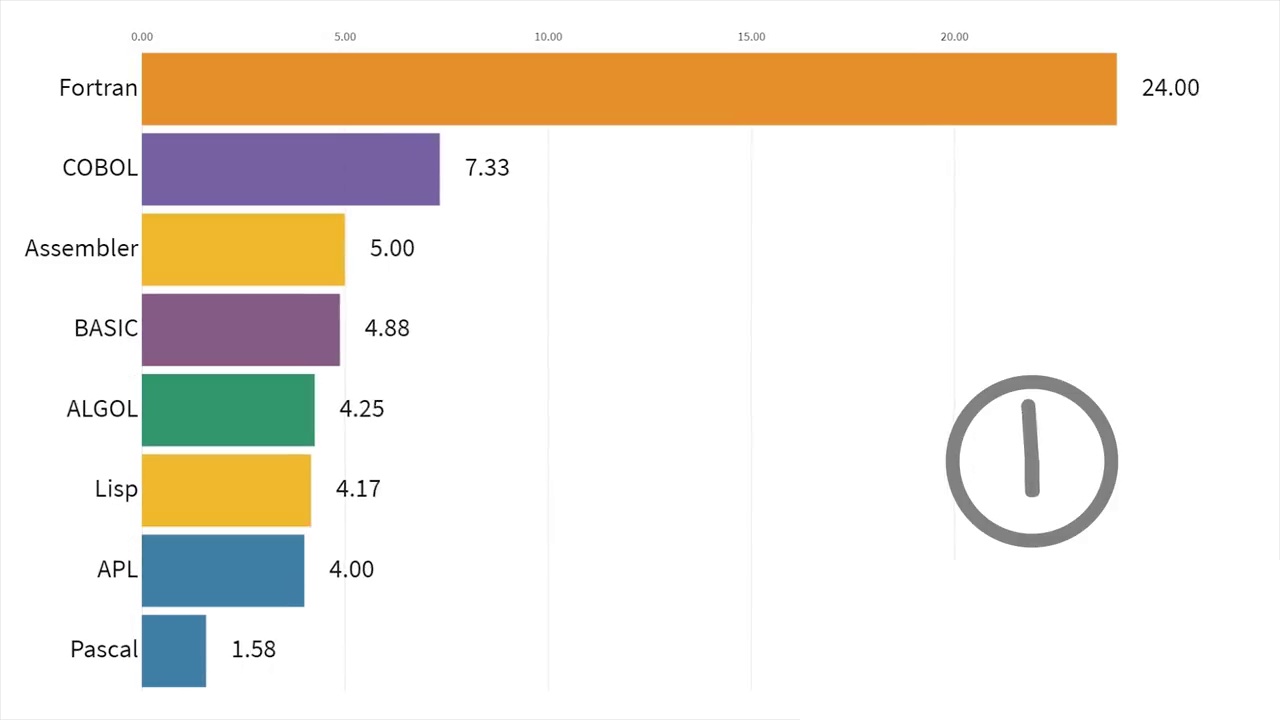 0.00 5.00 10.00 15.00 20.00
Fortran 24.00
COBOL 7.33
Assembler 5.00
BASIC 4.88
ALGOL 4.25
Lisp 4.17
APL 4.00
Pascal 1.58